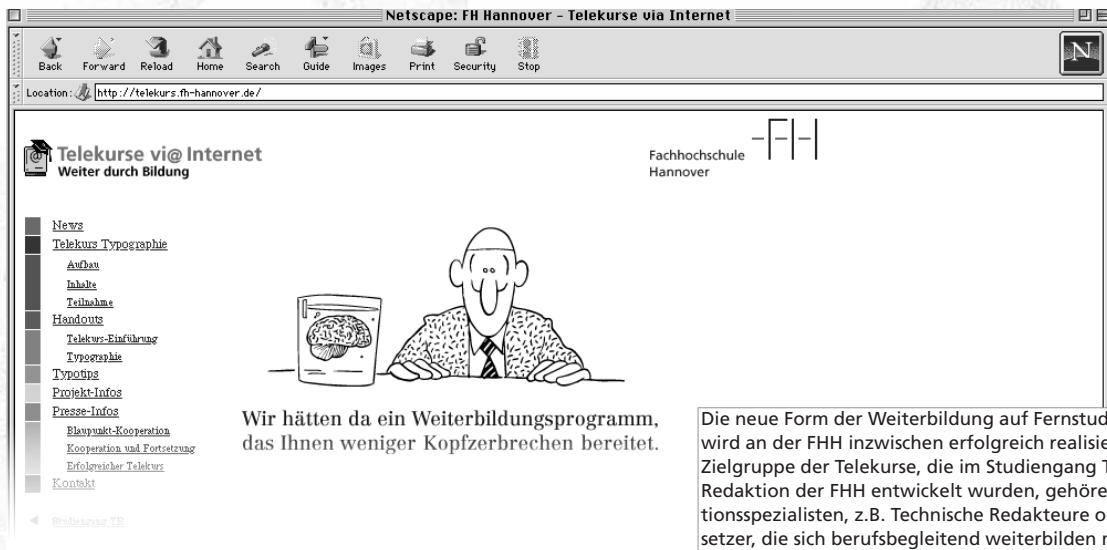 Netscape: FH Hannover - Telekurse via Internet
Back Forward Reload Home Search Guide Images Print Security Stop
N
Location: http://telekurs.fh-hannover.de/
@ Telekurse vi@ Internet
Weiter durch Bildung
FH
Fachhochschule
Hannover
News
Telekurs Typographie
Aufbau
Inhalte
Teilnahme
Handouts
Telekurs-Einführung
Typographie
Typotips
Projekt-Infos
Presse-Infos
Blaupunkt-Kooperation
Kooperation und Fortsetzung
Erfolgreicher Telekurs
Kontakt
Studiengang TR
Wir hätten da ein Weiterbildungsprogramm,
das Ihnen weniger Kopfzerbrechen bereitet.
Die neue Form der Weiterbildung auf Fernstud
wird an der FHH inzwischen erfolgreich realisie
Zielgruppe der Telekurse, die im Studiengang T
Redaktion der FHH entwickelt wurden, gehöre
tionsspezialisten, z.B. Technische Redakteure o
setzer, die sich berufsbegleitend weiterbilden